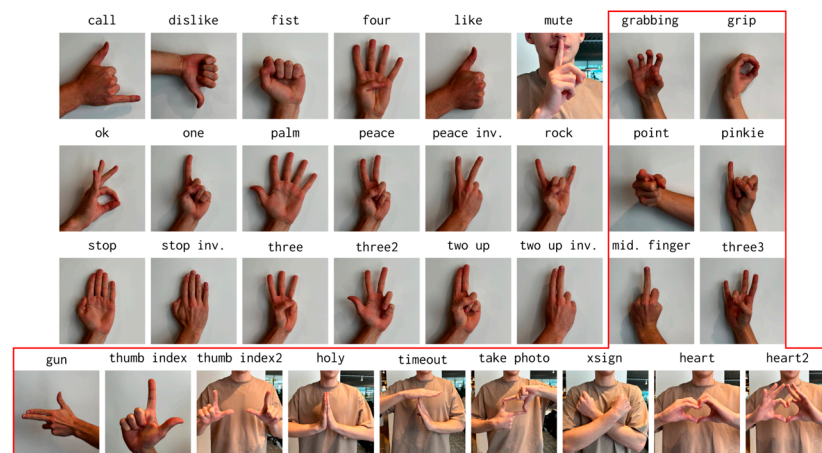 call dislike fist four like mute grabbing grip
ok one palm peace peace inv. rock point pinkie
stop stop inv. three three2 two up two up inv. mid. finger three3
gun thumb index thumb index2 holy timeout take photo xsign heart heart2